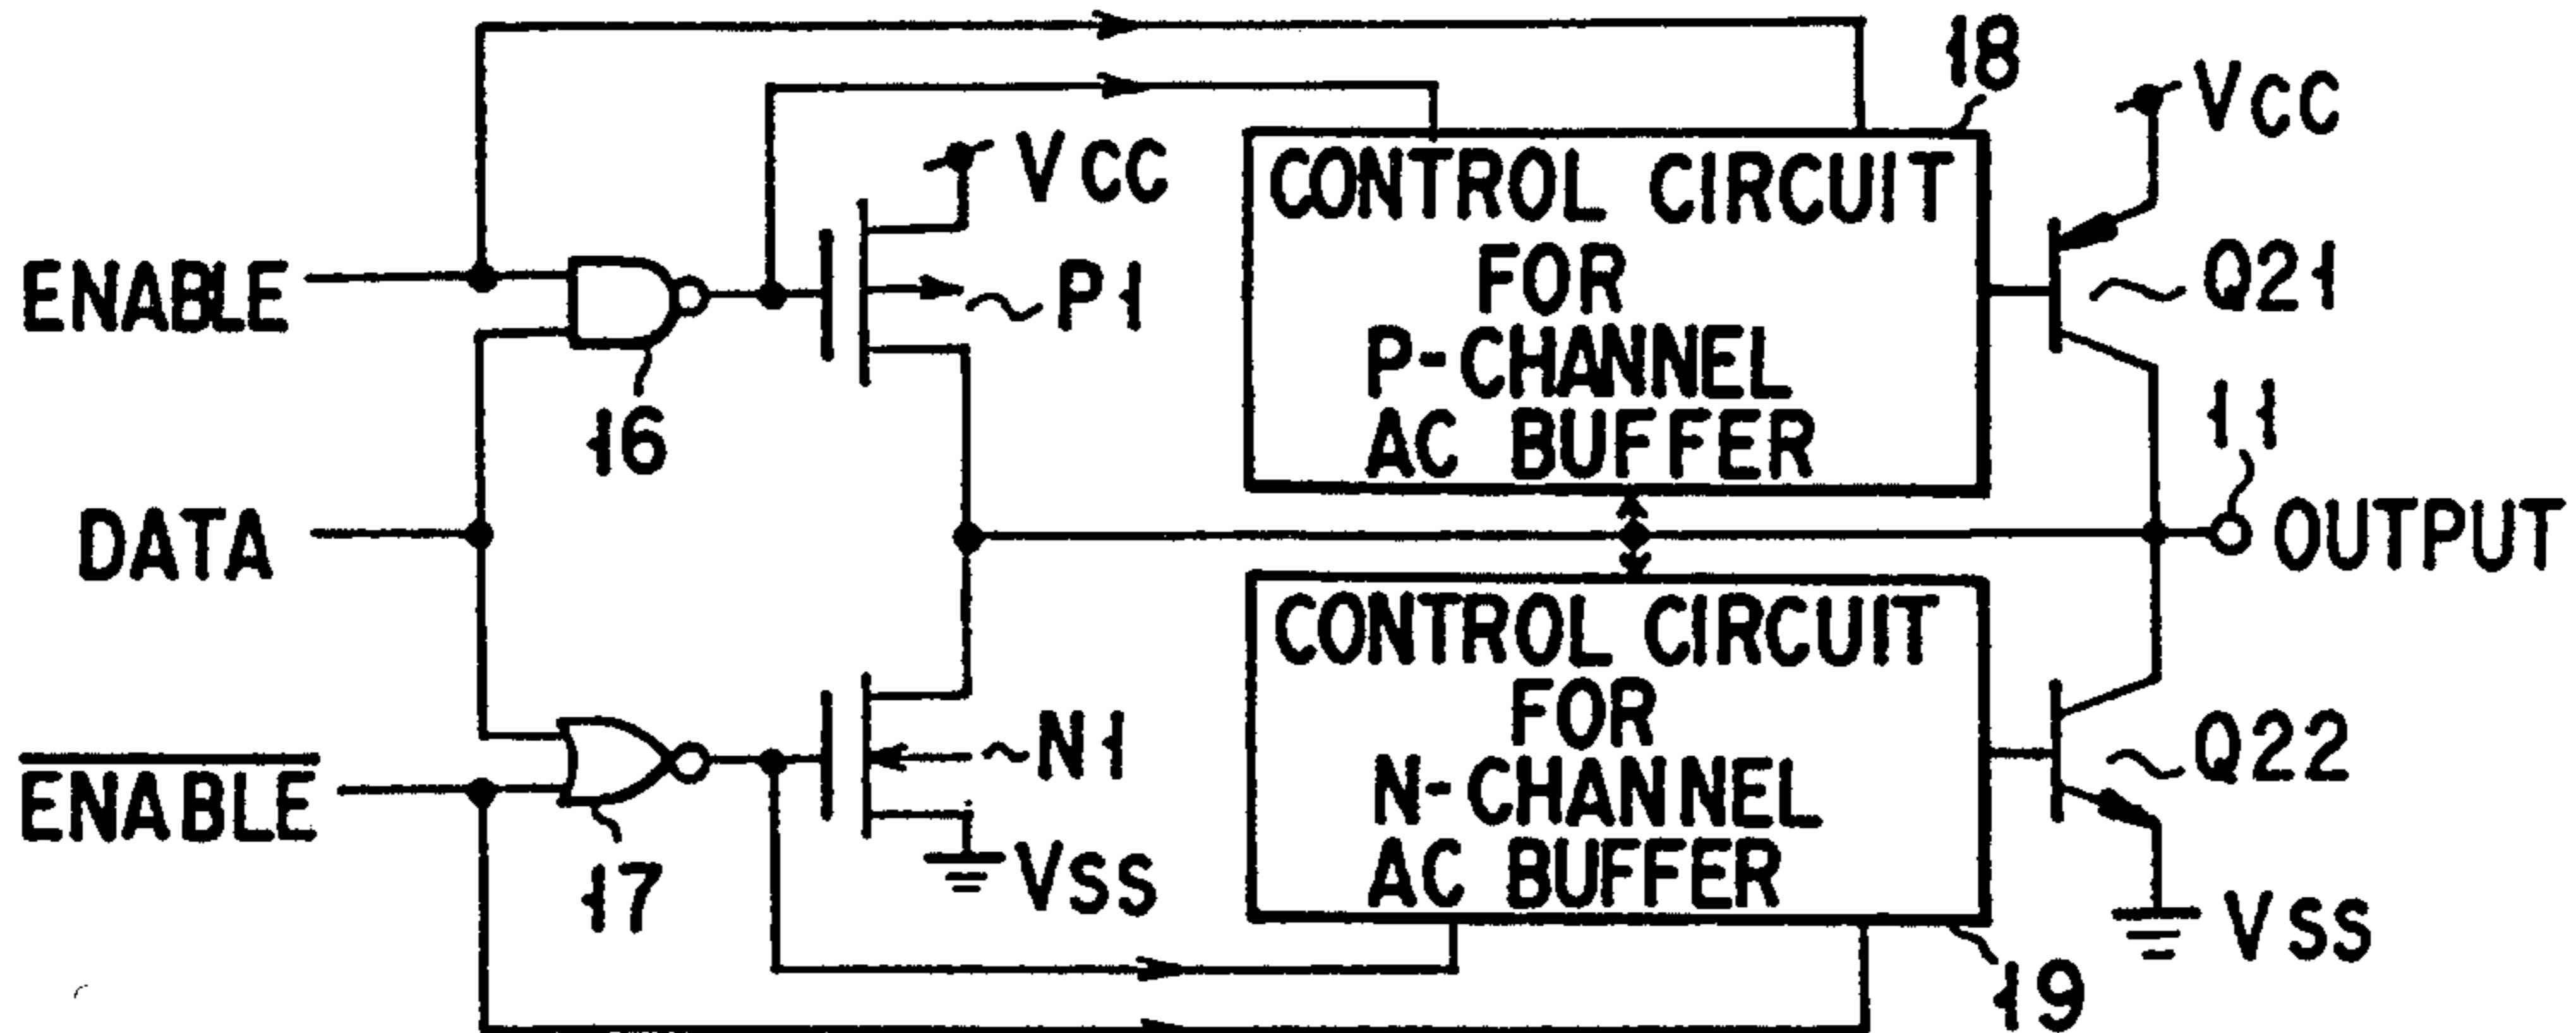 18
VCC
VCC
CONTROL CIRCUIT
FOR
P-CHANNEL
AC BUFFER
ENABLE
P1
Q21
16
11
DATA
OUTPUT
CONTROL CIRCUIT
FOR
N-CHANNEL
AC BUFFER
N1
Q22
ENABLE
17
VSS
VSS
19